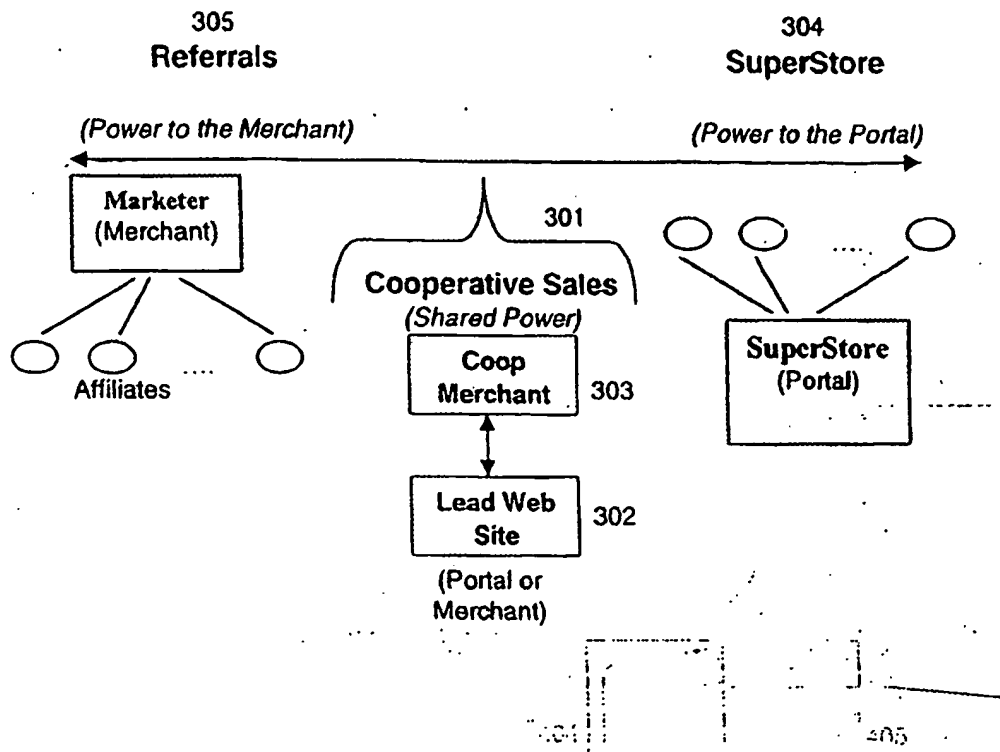 305
Referrals
304
SuperStore
(Power to the Merchant)
(Power to the Portal)
Marketer
(Merchant)
301
Cooperative Sales
(Shared Power)
.....
Affiliates
....
Coop
Merchant
303
SuperStore
(Portal)
Lead Web
Site
302
(Portal or
Merchant)
405